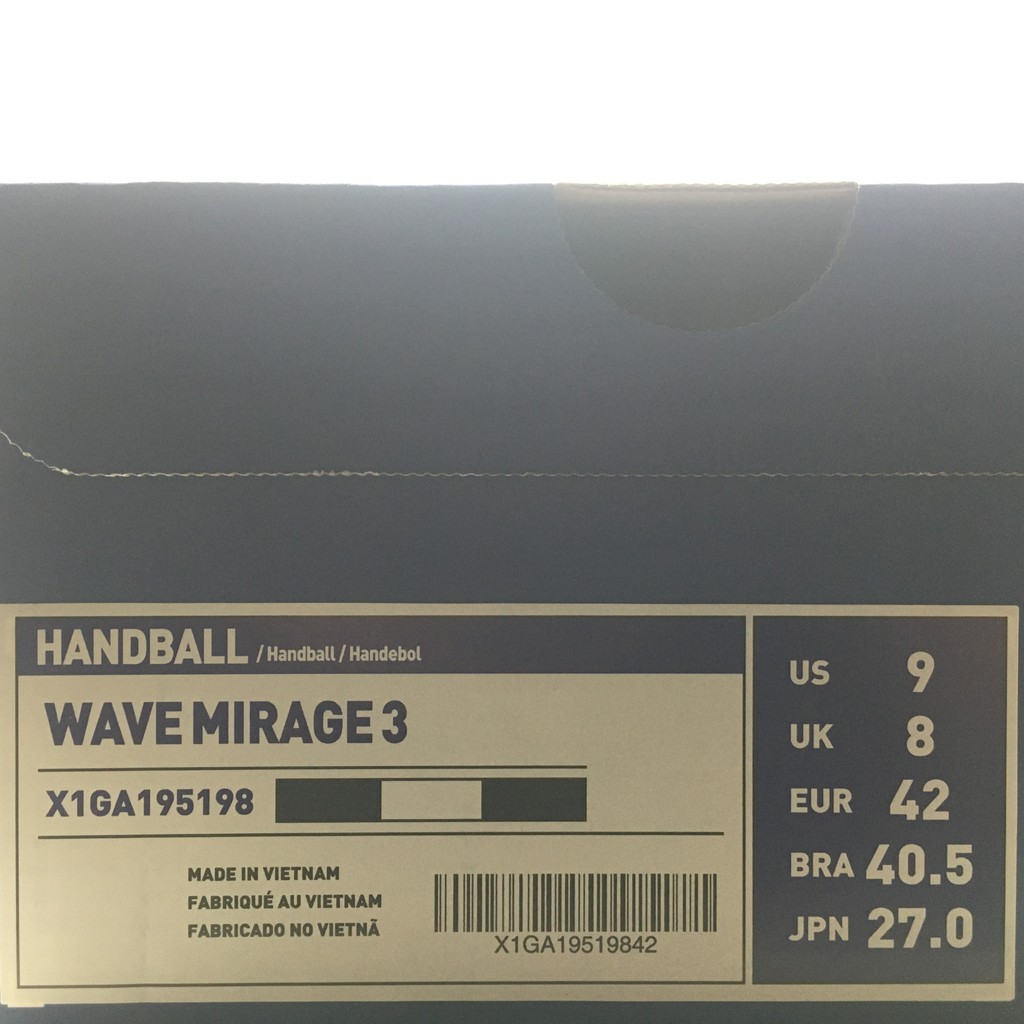 HANDBALL / Handball / Handebol
WAVE MIRAGE 3
X1GA195198
MADE IN VIETNAM
FABRIQUÉ AU VIETNAM
FABRICADO NO VIETNÃ
X1GA19519842
US 9
UK 8
EUR 42
BRA 40.5
JPN 27.0